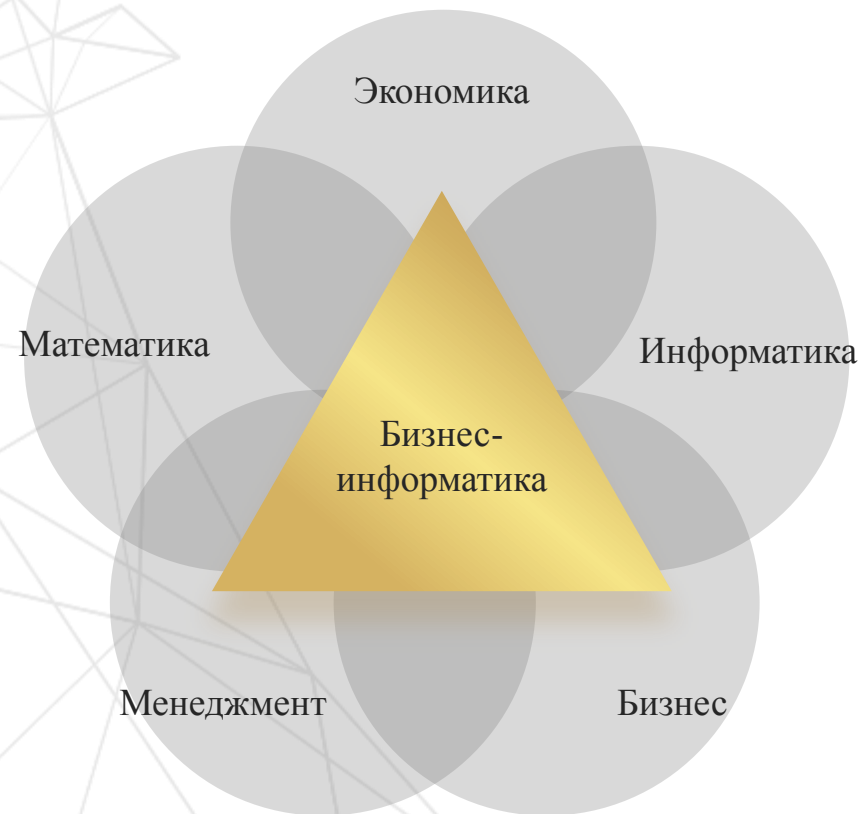 Экономика
Математика
Информатика
Бизнес-
информатика
Менеджмент
Бизнес